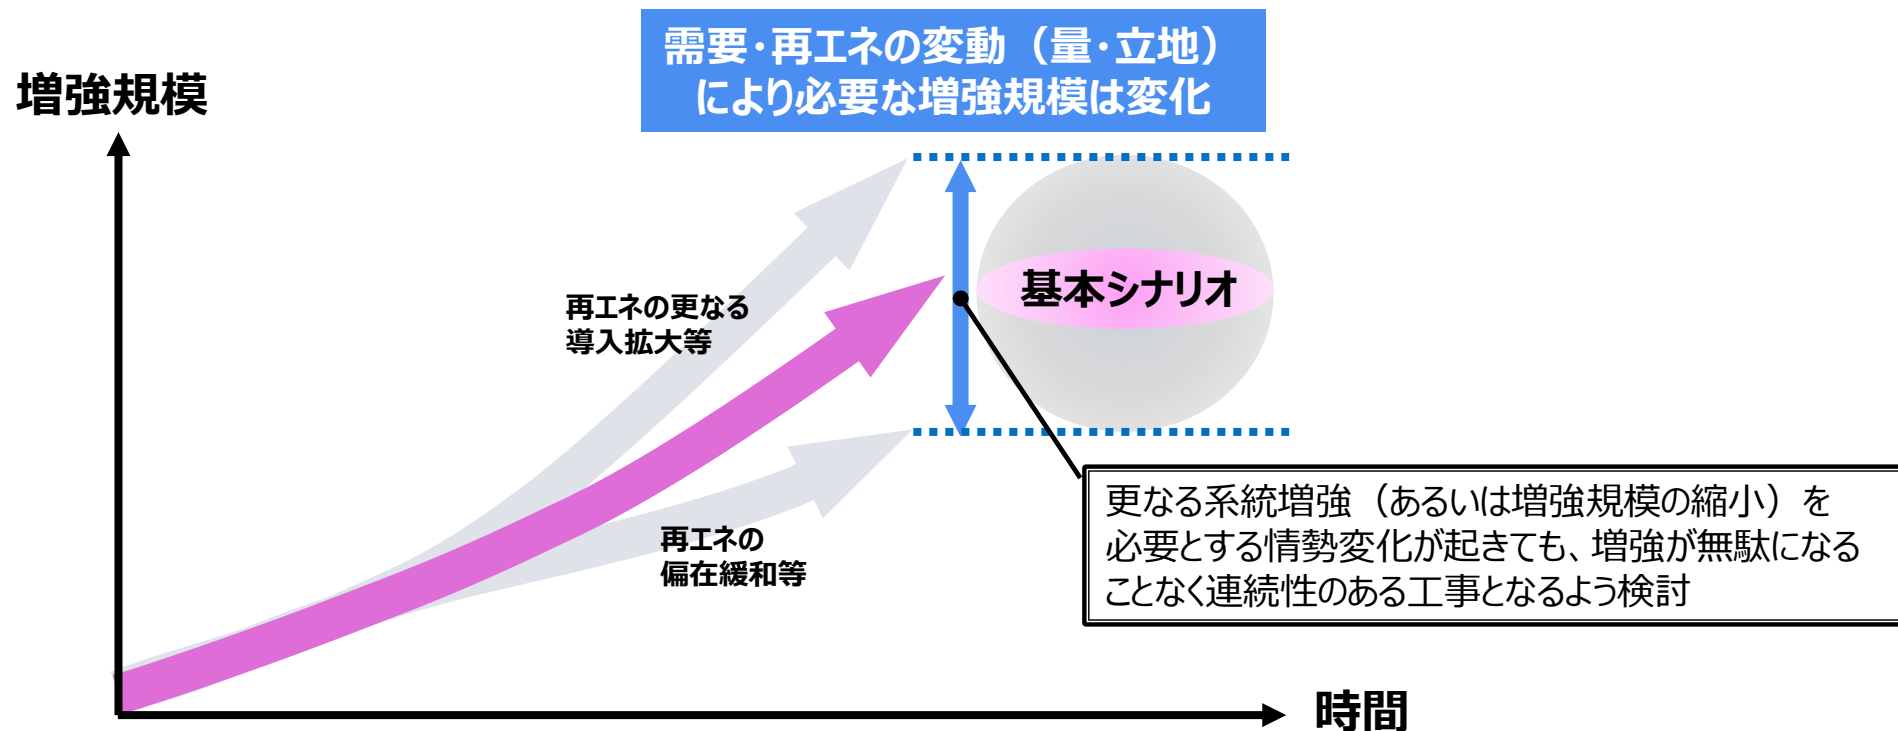 需要・再エネの変動（量・立地）
により必要な増強規模は変化
増強規模
基本シナリオ
再エネの更なる
導入拡大等
再エネの
偏在緩和等
更なる系統増強（あるいは増強規模の縮小）を
必要とする情勢変化が起きても、増強が無駄になる
ことなく連続性のある工事となるよう検討
時間